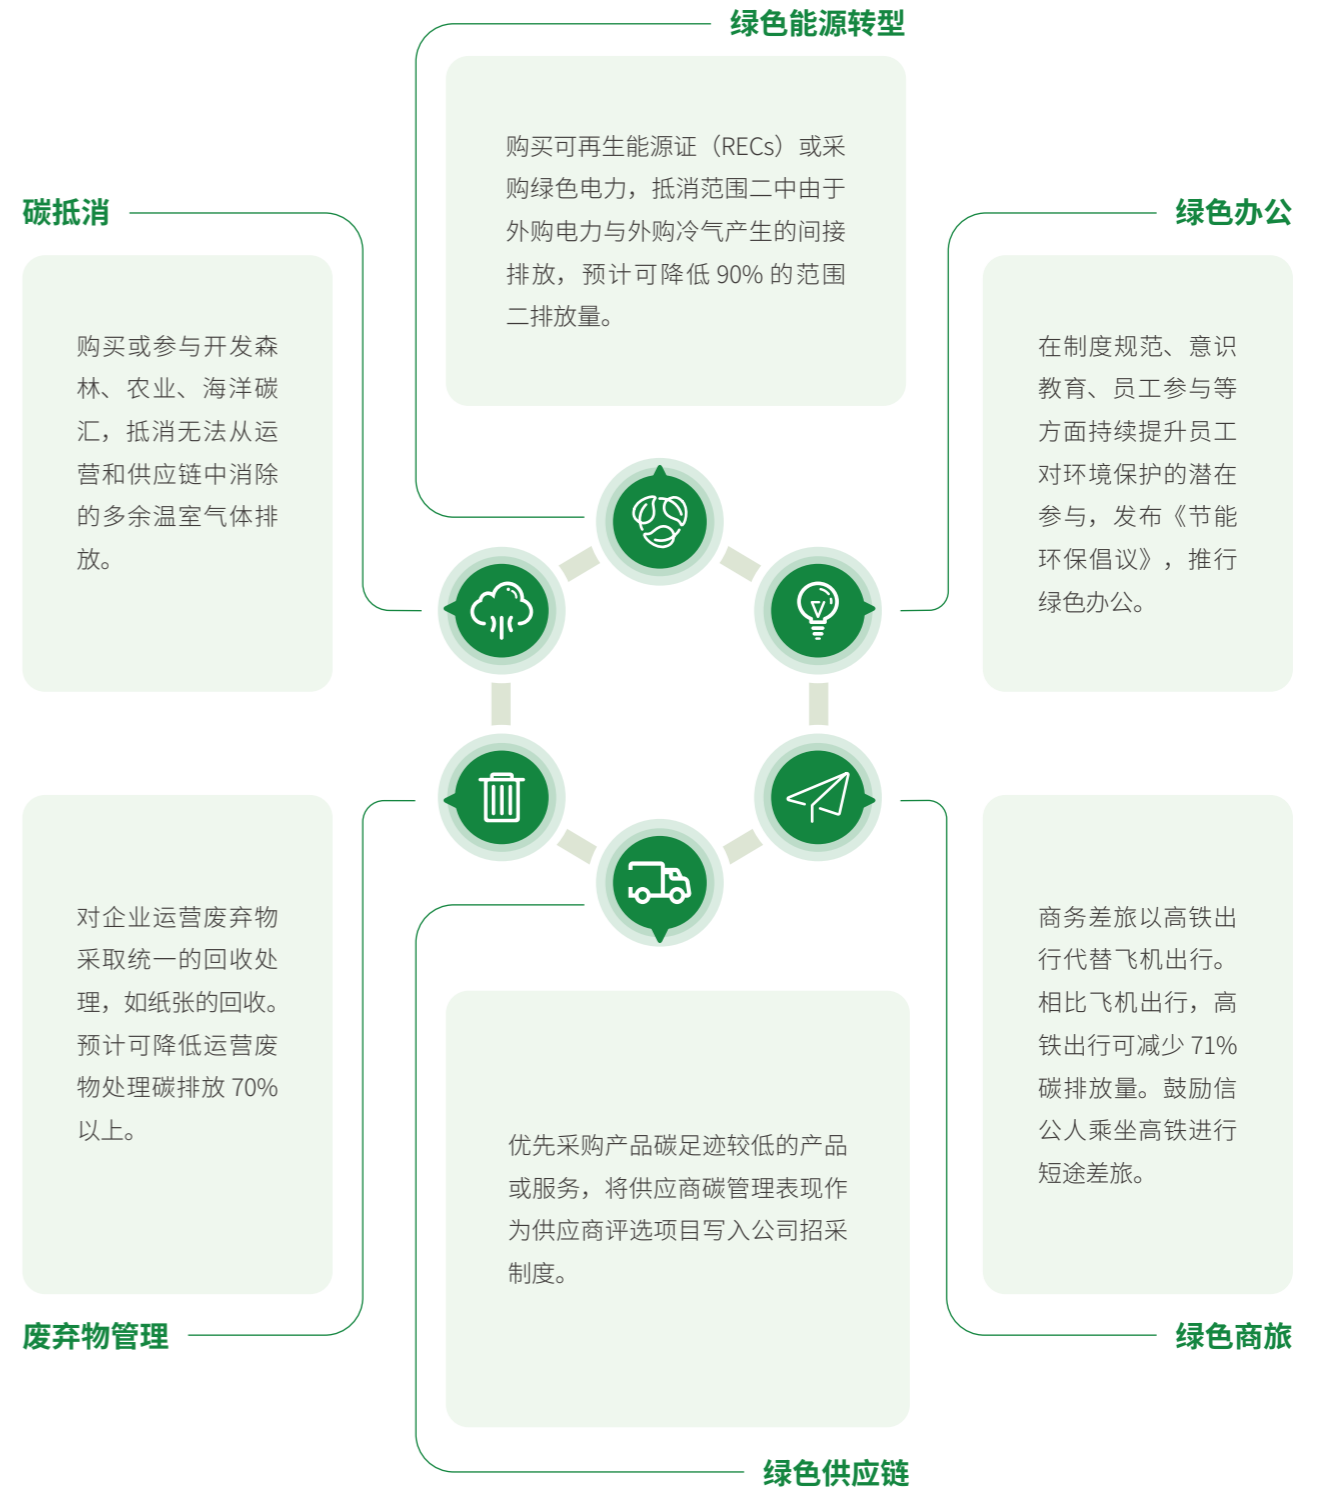 绿色能源转型
购买可再生能源证（RECs）或采
购绿色电力，抵消范围二中由于
外购电力与外购冷气产生的间接
排放，预计可降低 90% 的范围
二排放量。
碳抵消
购买或参与开发森
林、农业、海洋碳
汇，抵消无法从运
营和供应链中消除
的多余温室气体排
放。
绿色办公
在制度规范、意识
教育、员工参与等
方面持续提升员工
对环境保护的潜在
参与，发布《节能
环保倡议》，推行
绿色办公。
对企业运营废弃物
采取统一的回收处
理，如纸张的回收。
预计可降低运营废
物处理碳排放 70%
以上。
废弃物管理
优先采购产品碳足迹较低的产品
或服务，将供应商碳管理表现作
为供应商评选项目写入公司招采
制度。
绿色供应链
商务差旅以高铁出
行代替飞机出行。
相比飞机出行，高
铁出行可减少 71%
碳排放量。鼓励信
公人乘坐高铁进行
短途差旅。
绿色商旅